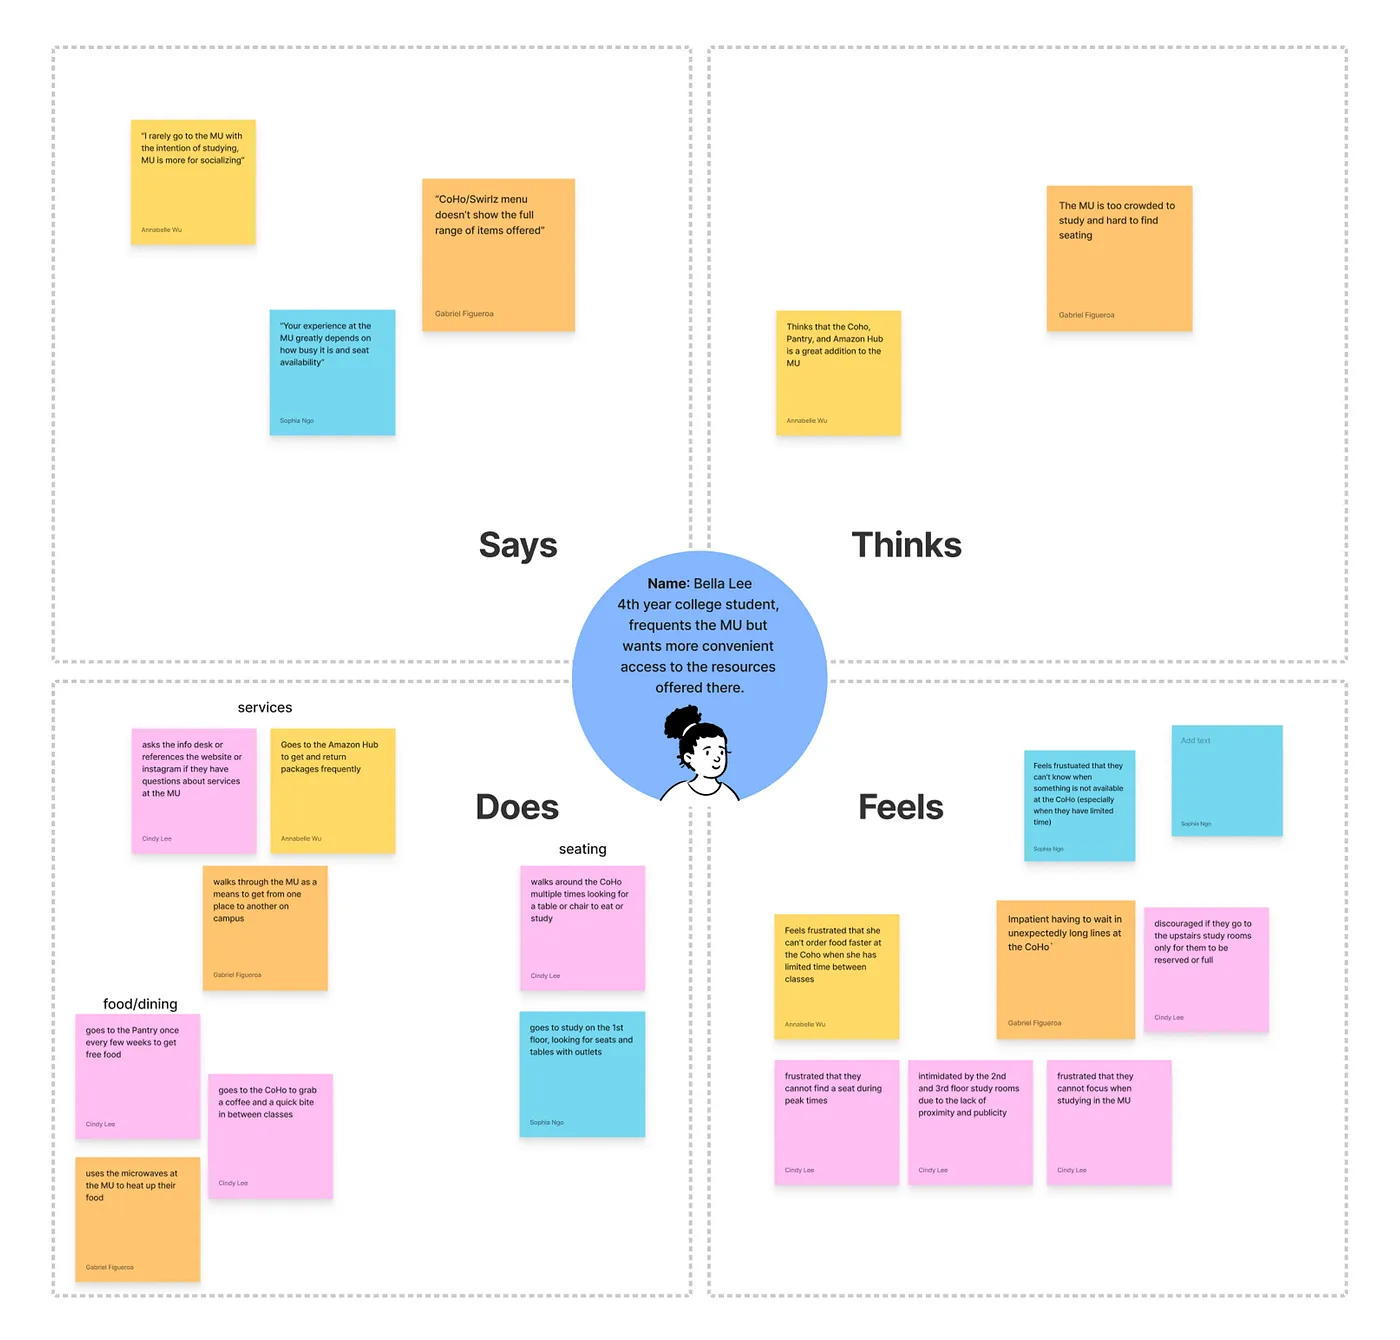 “I rarely go to the MU with
the intention of studying,
MU is more for socializing”
Annabelle Wu
“CoHo/Swirlz menu
doesn’t show the full
range of items offered”
Gabriel Figueroa
“Your experience at the
MU greatly depends on
how busy it is and seat
availability”
Sophia Ngo
Says
The MU is too crowded to
study and hard to find
seating
Gabriel Figueroa
Thinks that the Coho,
Pantry, and Amazon Hub
is a great addition to the
MU
Annabelle Wu
Thinks
Name: Bella Lee
4th year college student,
frequents the MU but
wants more convenient
access to the resources
offered there.
services
asks the info desk or
references the website or
instagram if they have
questions about services
at the MU
Cindy Lee
Goes to the Amazon Hub
to get and return
packages frequently
Annabelle Wu
Does
walks through the MU as a
means to get from one
place to another on
campus
Gabriel Figueroa
seating
walks around the CoHo
multiple times looking for
a table or chair to eat or
study
Cindy Lee
food/dining
goes to the Pantry once
every few weeks to get
free food
Cindy Lee
goes to the CoHo to grab
a coffee and a quick bite
in between classes
Cindy Lee
goes to study on the 1st
floor, looking for seats and
tables with outlets
Sophia Ngo
uses the microwaves at
the MU to heat up their
food
Gabriel Figueroa
Feels
Feels frustuated that they
can’t know when
something is not available
at the CoHo (especially
when they have limited
time)
Sophia Ngo
Add text
Sophia Ngo
Feels frustrated that she
can’t order food faster at
the Coho when she has
limited time between
classes
Annabelle Wu
Impatient having to wait in
unexpectedly long lines at
the CoHo`
Gabriel Figueroa
discouraged if they go to
the upstairs study rooms
only for them to be
reserved or full
Cindy Lee
frustrated that they
cannot find a seat during
peak times
Cindy Lee
intimidated by the 2nd
and 3rd floor study rooms
due to the lack of
proximity and publicity
Cindy Lee
frustrated that they
cannot focus when
studying in the MU
Cindy Lee